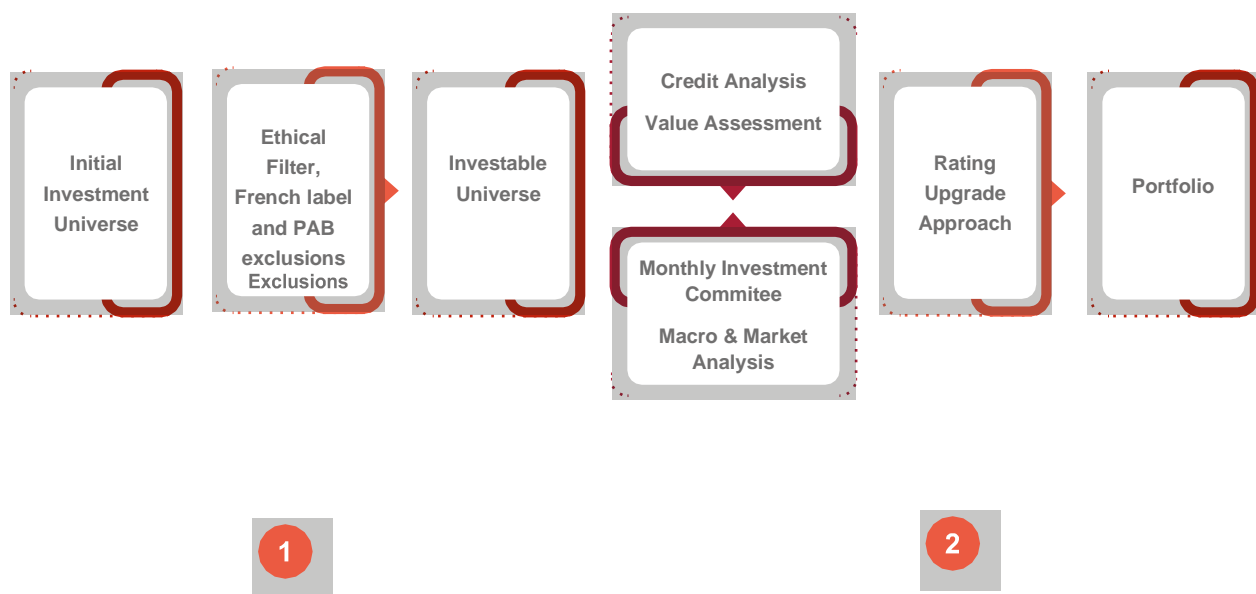 Initial
Investment
Universe
Ethical
Filter,
French label
and PAB
exclusions
Exclusions
Investable
Universe
Credit Analysis
Value Assessment
Monthly Investment
Commitee
Macro & Market
Analysis
Rating
Upgrade
Approach
Portfolio
1
2